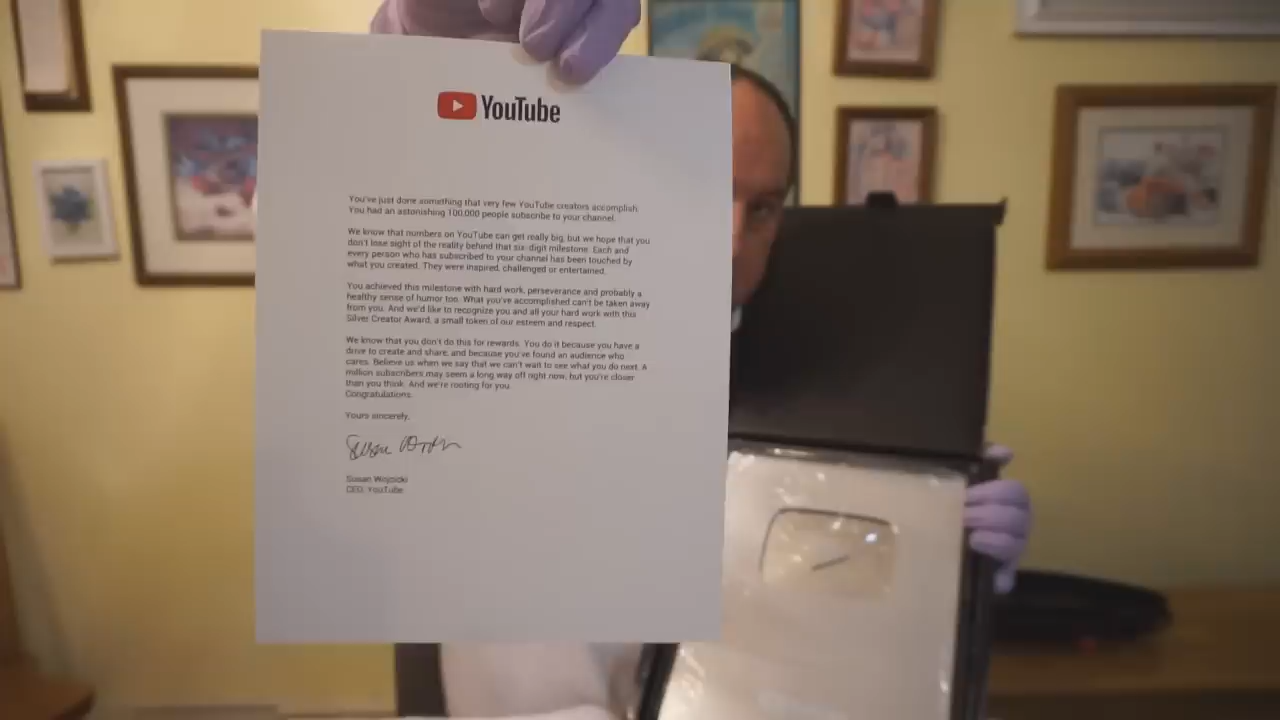 YouTube
You've just done something that very few YouTube creators accomplish.
You had an astonishing 100,000 people subscribe to your channel.
We know that numbers on YouTube can get really big, but we hope that you
don't lose sight of the reality behind that six-digit milestone. Each and
every person who has subscribed to your channel has been touched by
what you created. They were inspired, challenged or entertained.
You achieved this milestone with hard work, perseverance and probably a
healthy sense of humor too. What you've accomplished can't be taken away
from you. And we'd like to recognize you and all your hard work with this
Silver Creator Award, a small token of our esteem and respect.
We know that you don't do this for rewards. You do it because you have a
drive to create and share, and because you've found an audience who
cares. Believe us when we say that we can't wait to see what you do next. A
million subscribers may seem a long way off right now, but you're closer
than you think. And we're rooting for you.
Congratulations.
Yours sincerely,
Susan Wojcicki
CEO, YouTube